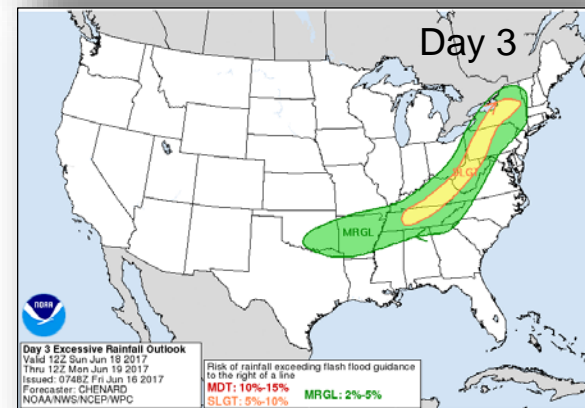 Day 3
SLGT
MRGL
NOAA
Day 3 Excessive Rainfall Outlook
Valid 12Z Sun Jun 18 2017
Thru 12Z Mon Jun 19 2017
Issued: 0748Z Fri Jun 16 2017
Forecaster: CHENARD
NOAA/NWS/NCEP/WPC
Risk of rainfall exceeding flash flood guidance
to the right of a line
MDT: 10%-15%
SLGT: 5%-10%
MRGL: 2%-5%